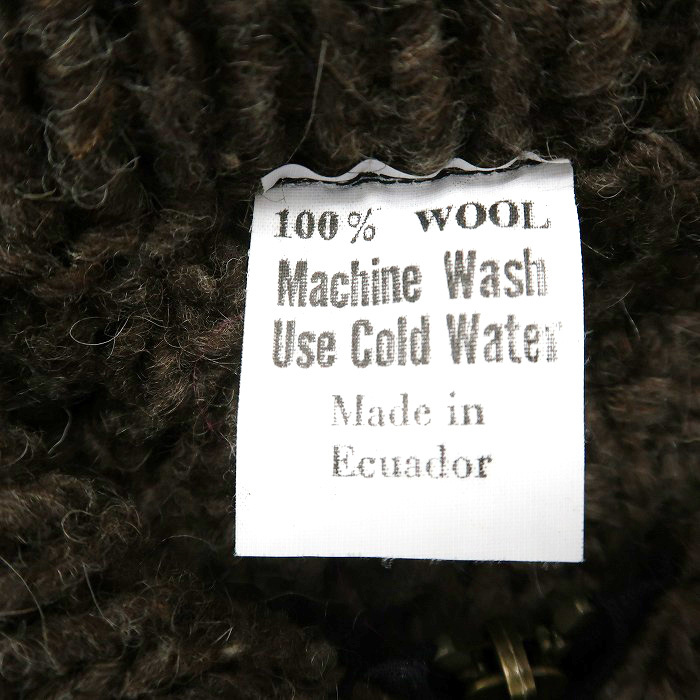 100% WOOL
Machine Wash
Use Cold Water
Made in
Ecuador